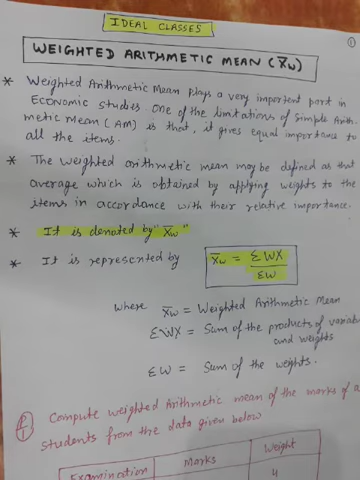 IDEAL CLASSES
①
WEIGHTED ARITHMETIC MEAN (X̄w)
* Weighted Arithmetic Mean plays a very important part in
Economic studies. One of the limitations of Simple Arith-
metic Mean (AM) is that, it gives equal importance to
all the items.
* The weighted arithmetic mean may be defined as that
average which is obtained by applying weights to the
items in accordance with their relative importance.
* It is denoted by "X̄w"
* It is represented by X̄w = ΣWX / ΣW
where X̄w = Weighted Arithmetic Mean
ΣWX = Sum of the products of variab
and weights
ΣW = Sum of the weights.
Compute weighted Arithmetic mean of the marks of a
students from the data given below
Examination Marks Weight
4